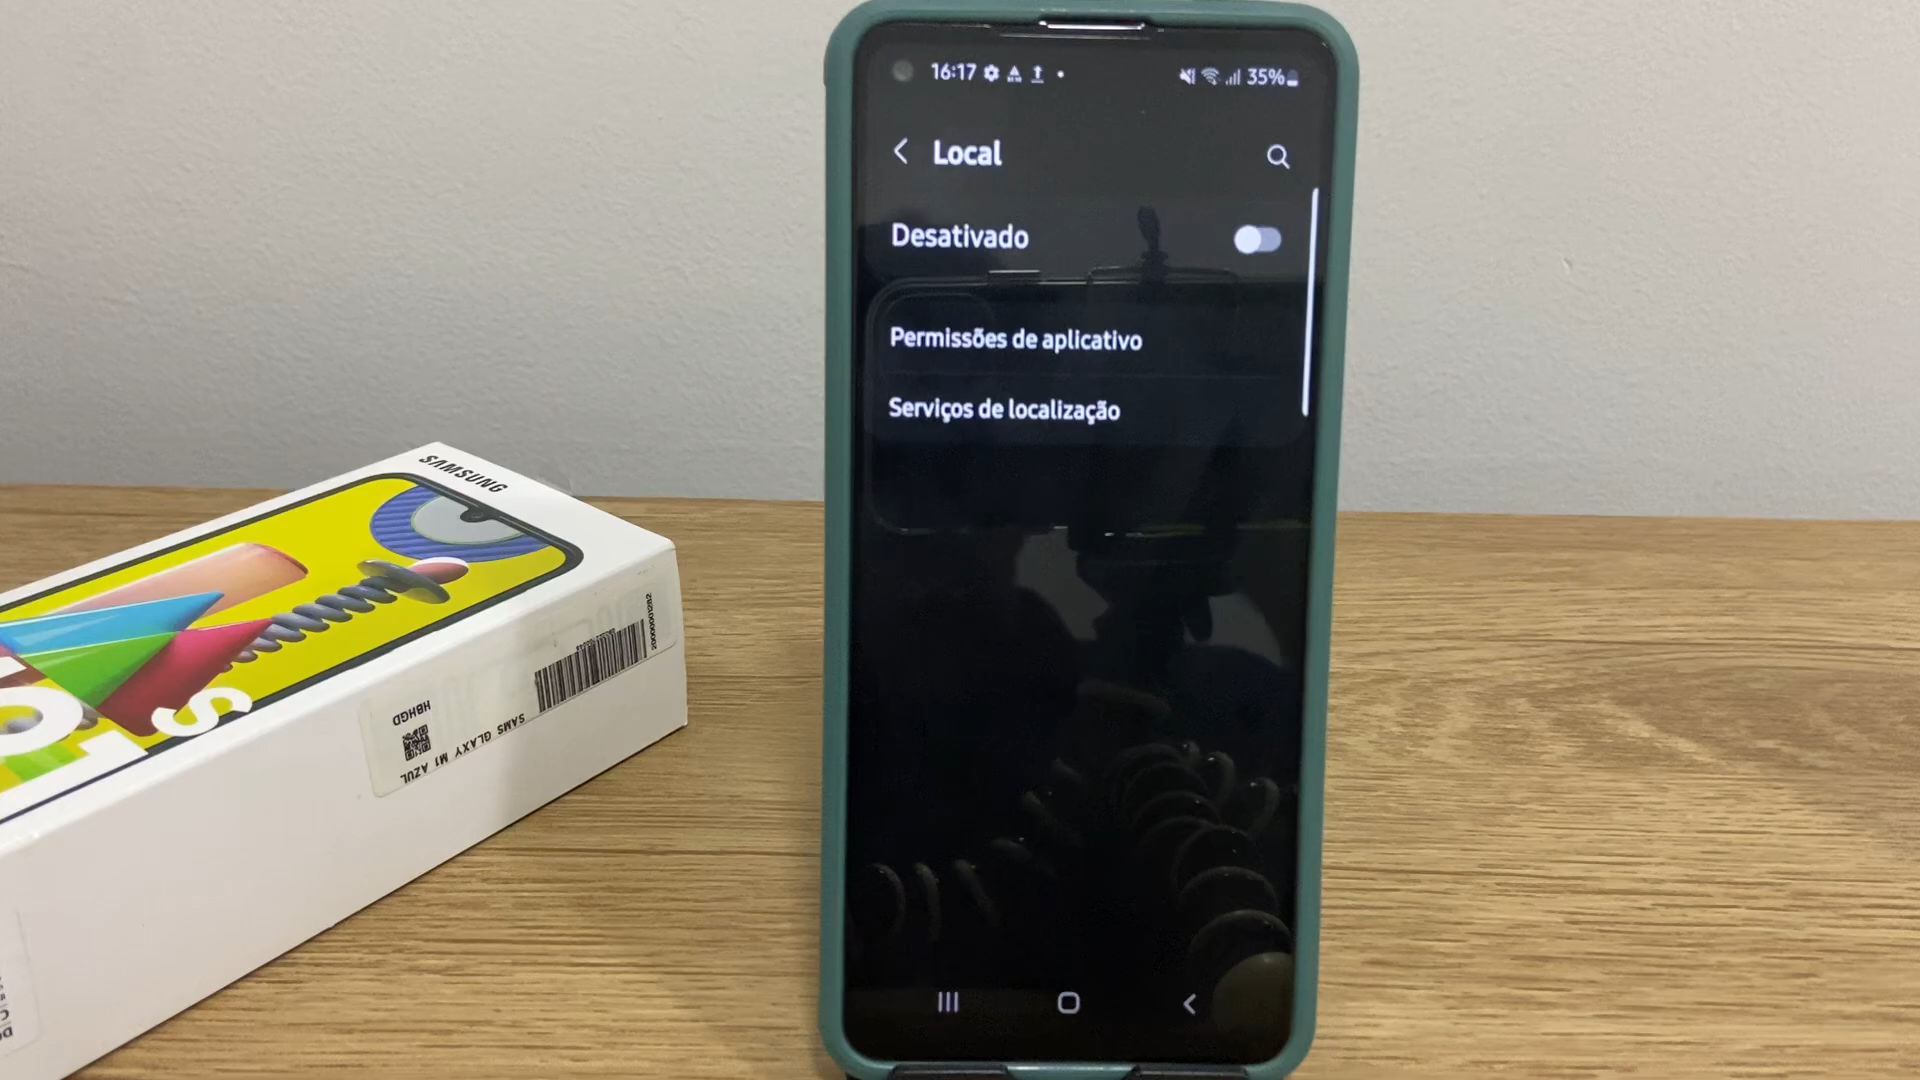 16:17
35%
Local
Desativado
Permissões de aplicativo
Serviços de localização
SAMSUNG
HBHGD
SAMS GLAXY M1 AZUL